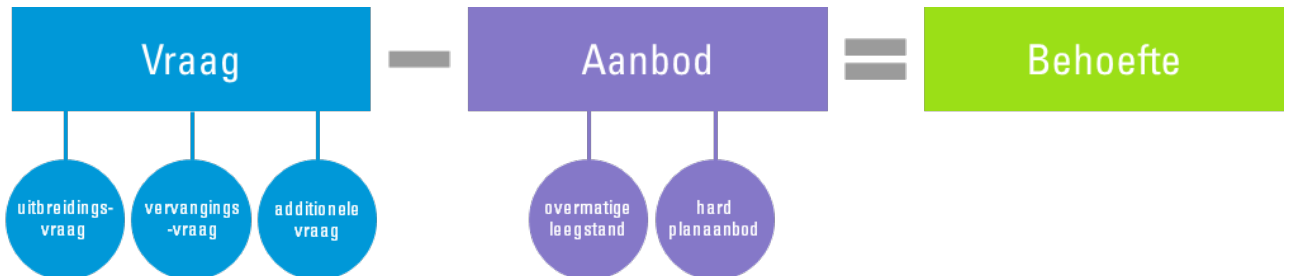 Vraag
Aanbod
Behoefte
uitbreidings-
vraag
vervangings
-vraag
additionele
vraag
overmatige
leegstand
hard
planaanbod